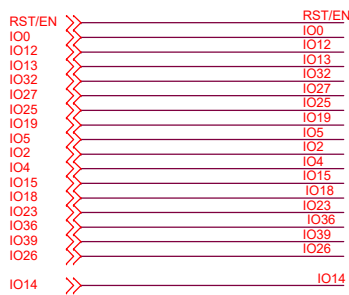 RST/EN RST/EN
IO0 IO0
IO12 IO12
IO13 IO13
IO32 IO32
IO27 IO27
IO25 IO25
IO19 IO19
IO5 IO5
IO2 IO2
IO4 IO4
IO15 IO15
IO18 IO18
IO23 IO23
IO36 IO36
IO39 IO39
IO26 IO26
IO14 IO14